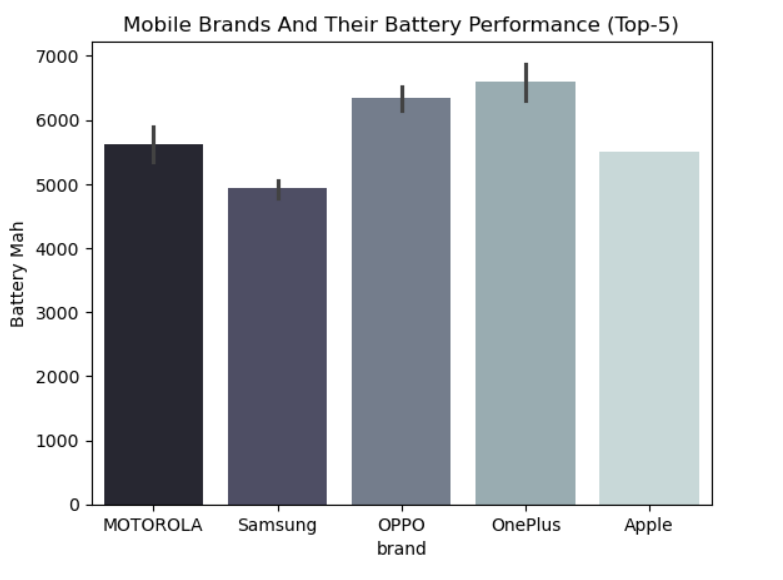 Mobile Brands And Their Battery Performance (Top-5)
Battery Mah
7000
6000
5000
4000
3000
2000
1000
0
MOTOROLA Samsung OPPO OnePlus Apple
brand